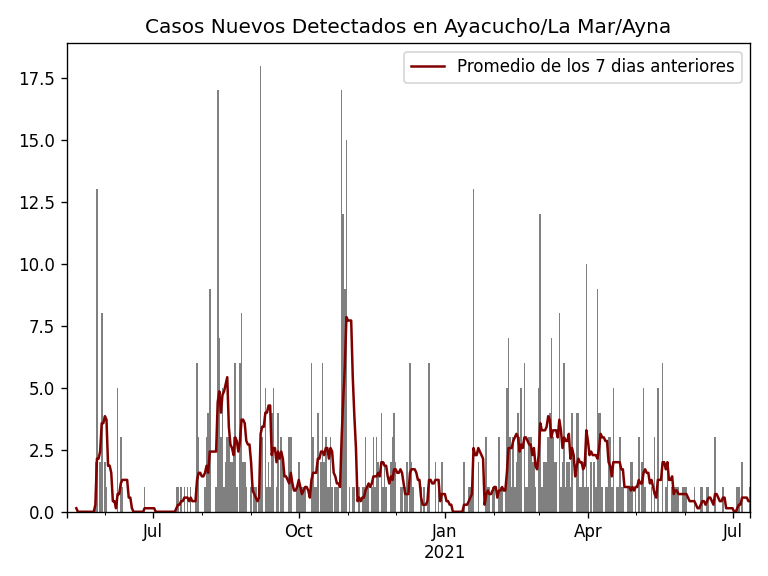 Casos Nuevos Detectados en Ayacucho/La Mar/Ayna
Promedio de los 7 dias anteriores
17.5
15.0
12.5
10.0
7.5
5.0
2.5
0.0
Jul
Oct
Jan
Apr
Jul
2021